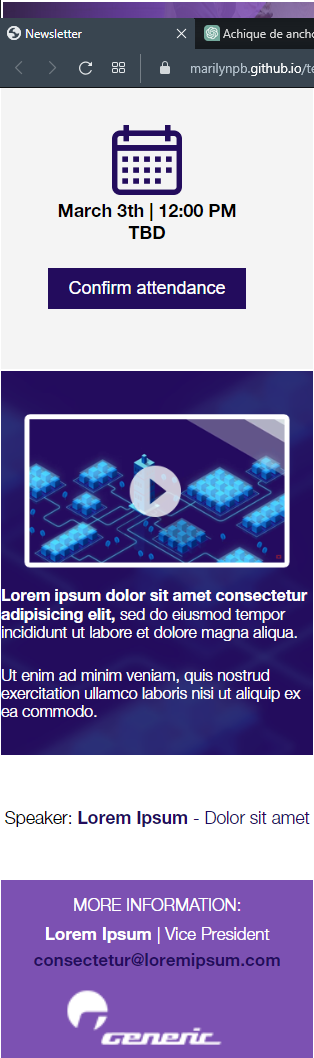 Newsletter
Achique de ancho
marilynpb.github.io/te
March 3th | 12:00 PM
TBD
Confirm attendance
Lorem ipsum dolor sit amet consectetur
adipisicing elit, sed do eiusmod tempor
incididunt ut labore et dolore magna aliqua.
Ut enim ad minim veniam, quis nostrud
exercitation ullamco laboris nisi ut aliquip ex
ea commodo.
Speaker: Lorem Ipsum - Dolor sit amet
MORE INFORMATION:
Lorem Ipsum | Vice President
consectetur@loremipsum.com
generic